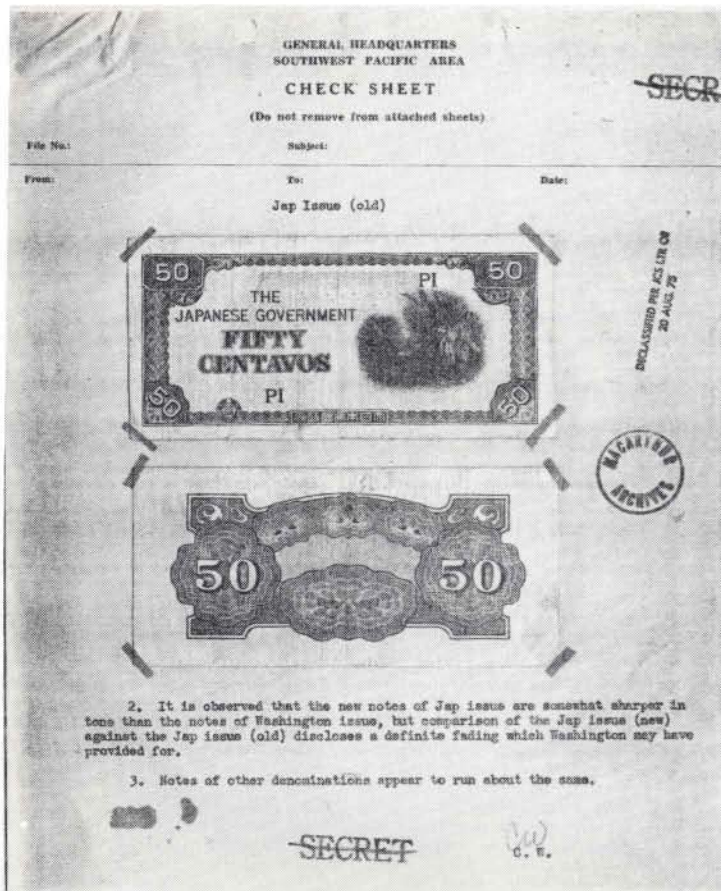 GENERAL HEADQUARTERS
SOUTHWEST PACIFIC AREA
CHECK SHEET
SECR
(Do not remove from attached sheets)
File No.:
Subject:
From:
To:
Date:
Jap Issue (old)
50
50
PI
THE
JAPANESE GOVERNMENT
FIFTY
CENTAVOS
PI
50
50
DECLASSIFIED PER JCS LTR OF
20 AUG. 75
MACARTHUR
ARCHIVES
50
50
2. It is observed that the new notes of Jap issue are somewhat sharper in
tone than the notes of Washington issue, but comparison of the Jap issue (new)
against the Jap issue (old) discloses a definite fading which Washington may have
provided for.
3. Notes of other denominations appear to run about the same.
SECRET
C. W.